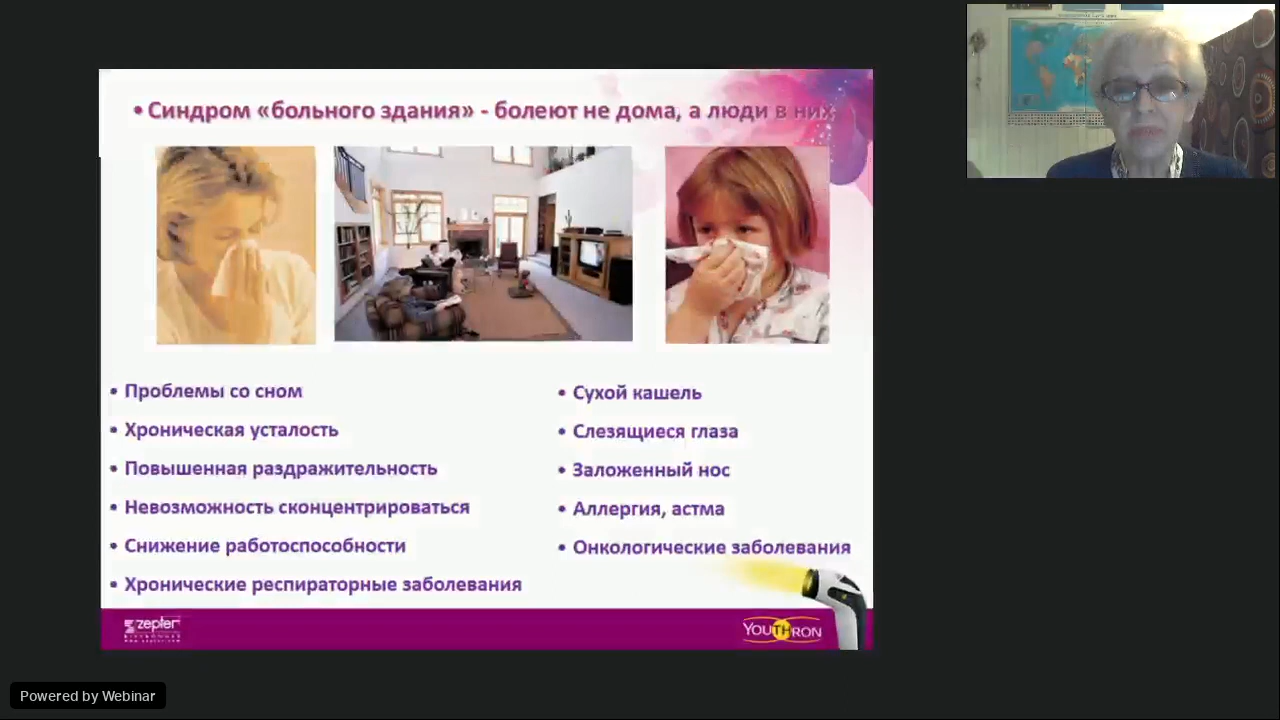 • Синдром «больного здания» - болеют не дома, а люди в них
• Проблемы со сном
• Хроническая усталость
• Повышенная раздражительность
• Невозможность сконцентрироваться
• Снижение работоспособности
• Хронические респираторные заболевания
• Сухой кашель
• Слезящиеся глаза
• Заложенный нос
• Аллергия, астма
• Онкологические заболевания
zepter
YOUTHRON
Powered by Webinar